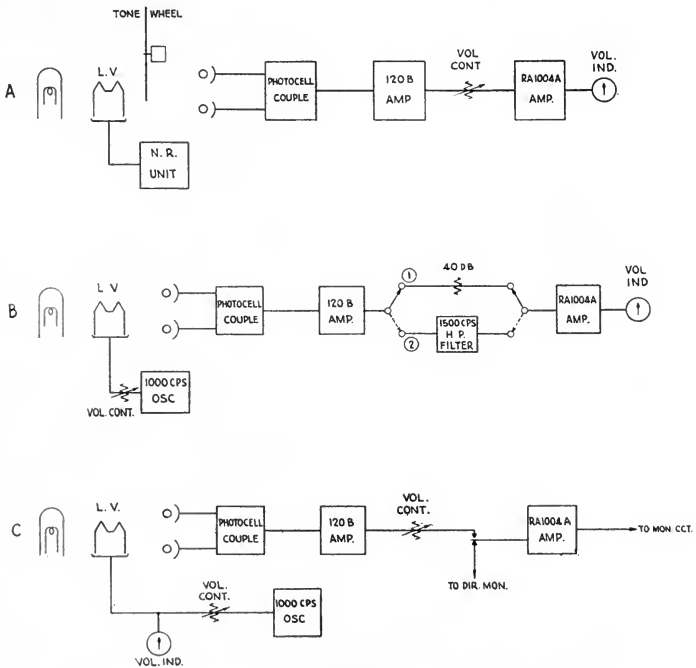 TONE WHEEL
A
L.V
N. R.
UNIT
PHOTOCELL
COUPLE
120 B
AMP
VOL
CONT
RA1004A
AMP.
VOL.
IND.
B
L V
VOL. CONT.
1000 CPS
OSC
PHOTOCELL
COUPLE
120 B
AMP.
1
40 DB
2
1500 CPS
H P.
FILTER
RA1004A
AMP.
VOL
IND
C
L. V.
VOL. IND.
VOL.
CONT.
1000 CPS
OSC
PHOTOCELL
COUPLE
120 B
AMP.
VOL.
CONT.
TO DIR. MON.
RA1004A
AMP.
TO MON. CCT.